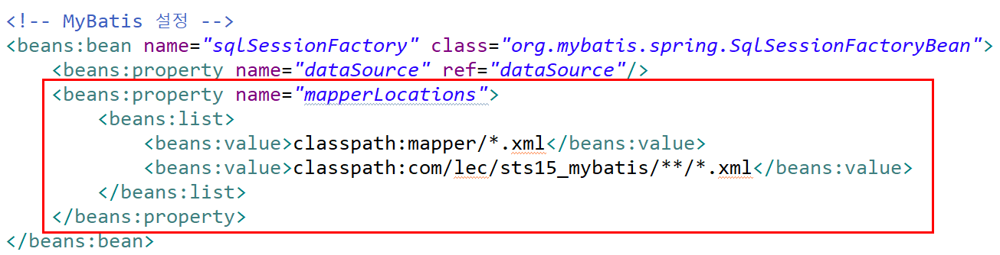 <!-- MyBatis 설정 -->
<beans:bean name="sqlSessionFactory" class="org.mybatis.spring.SqlSessionFactoryBean">
    <beans:property name="dataSource" ref="dataSource"/>
    <beans:property name="mapperLocations">
        <beans:list>
            <beans:value>classpath:mapper/*.xml</beans:value>
            <beans:value>classpath:com/lec/sts15_mybatis/**/*.xml</beans:value>
        </beans:list>
    </beans:property>
</beans:bean>